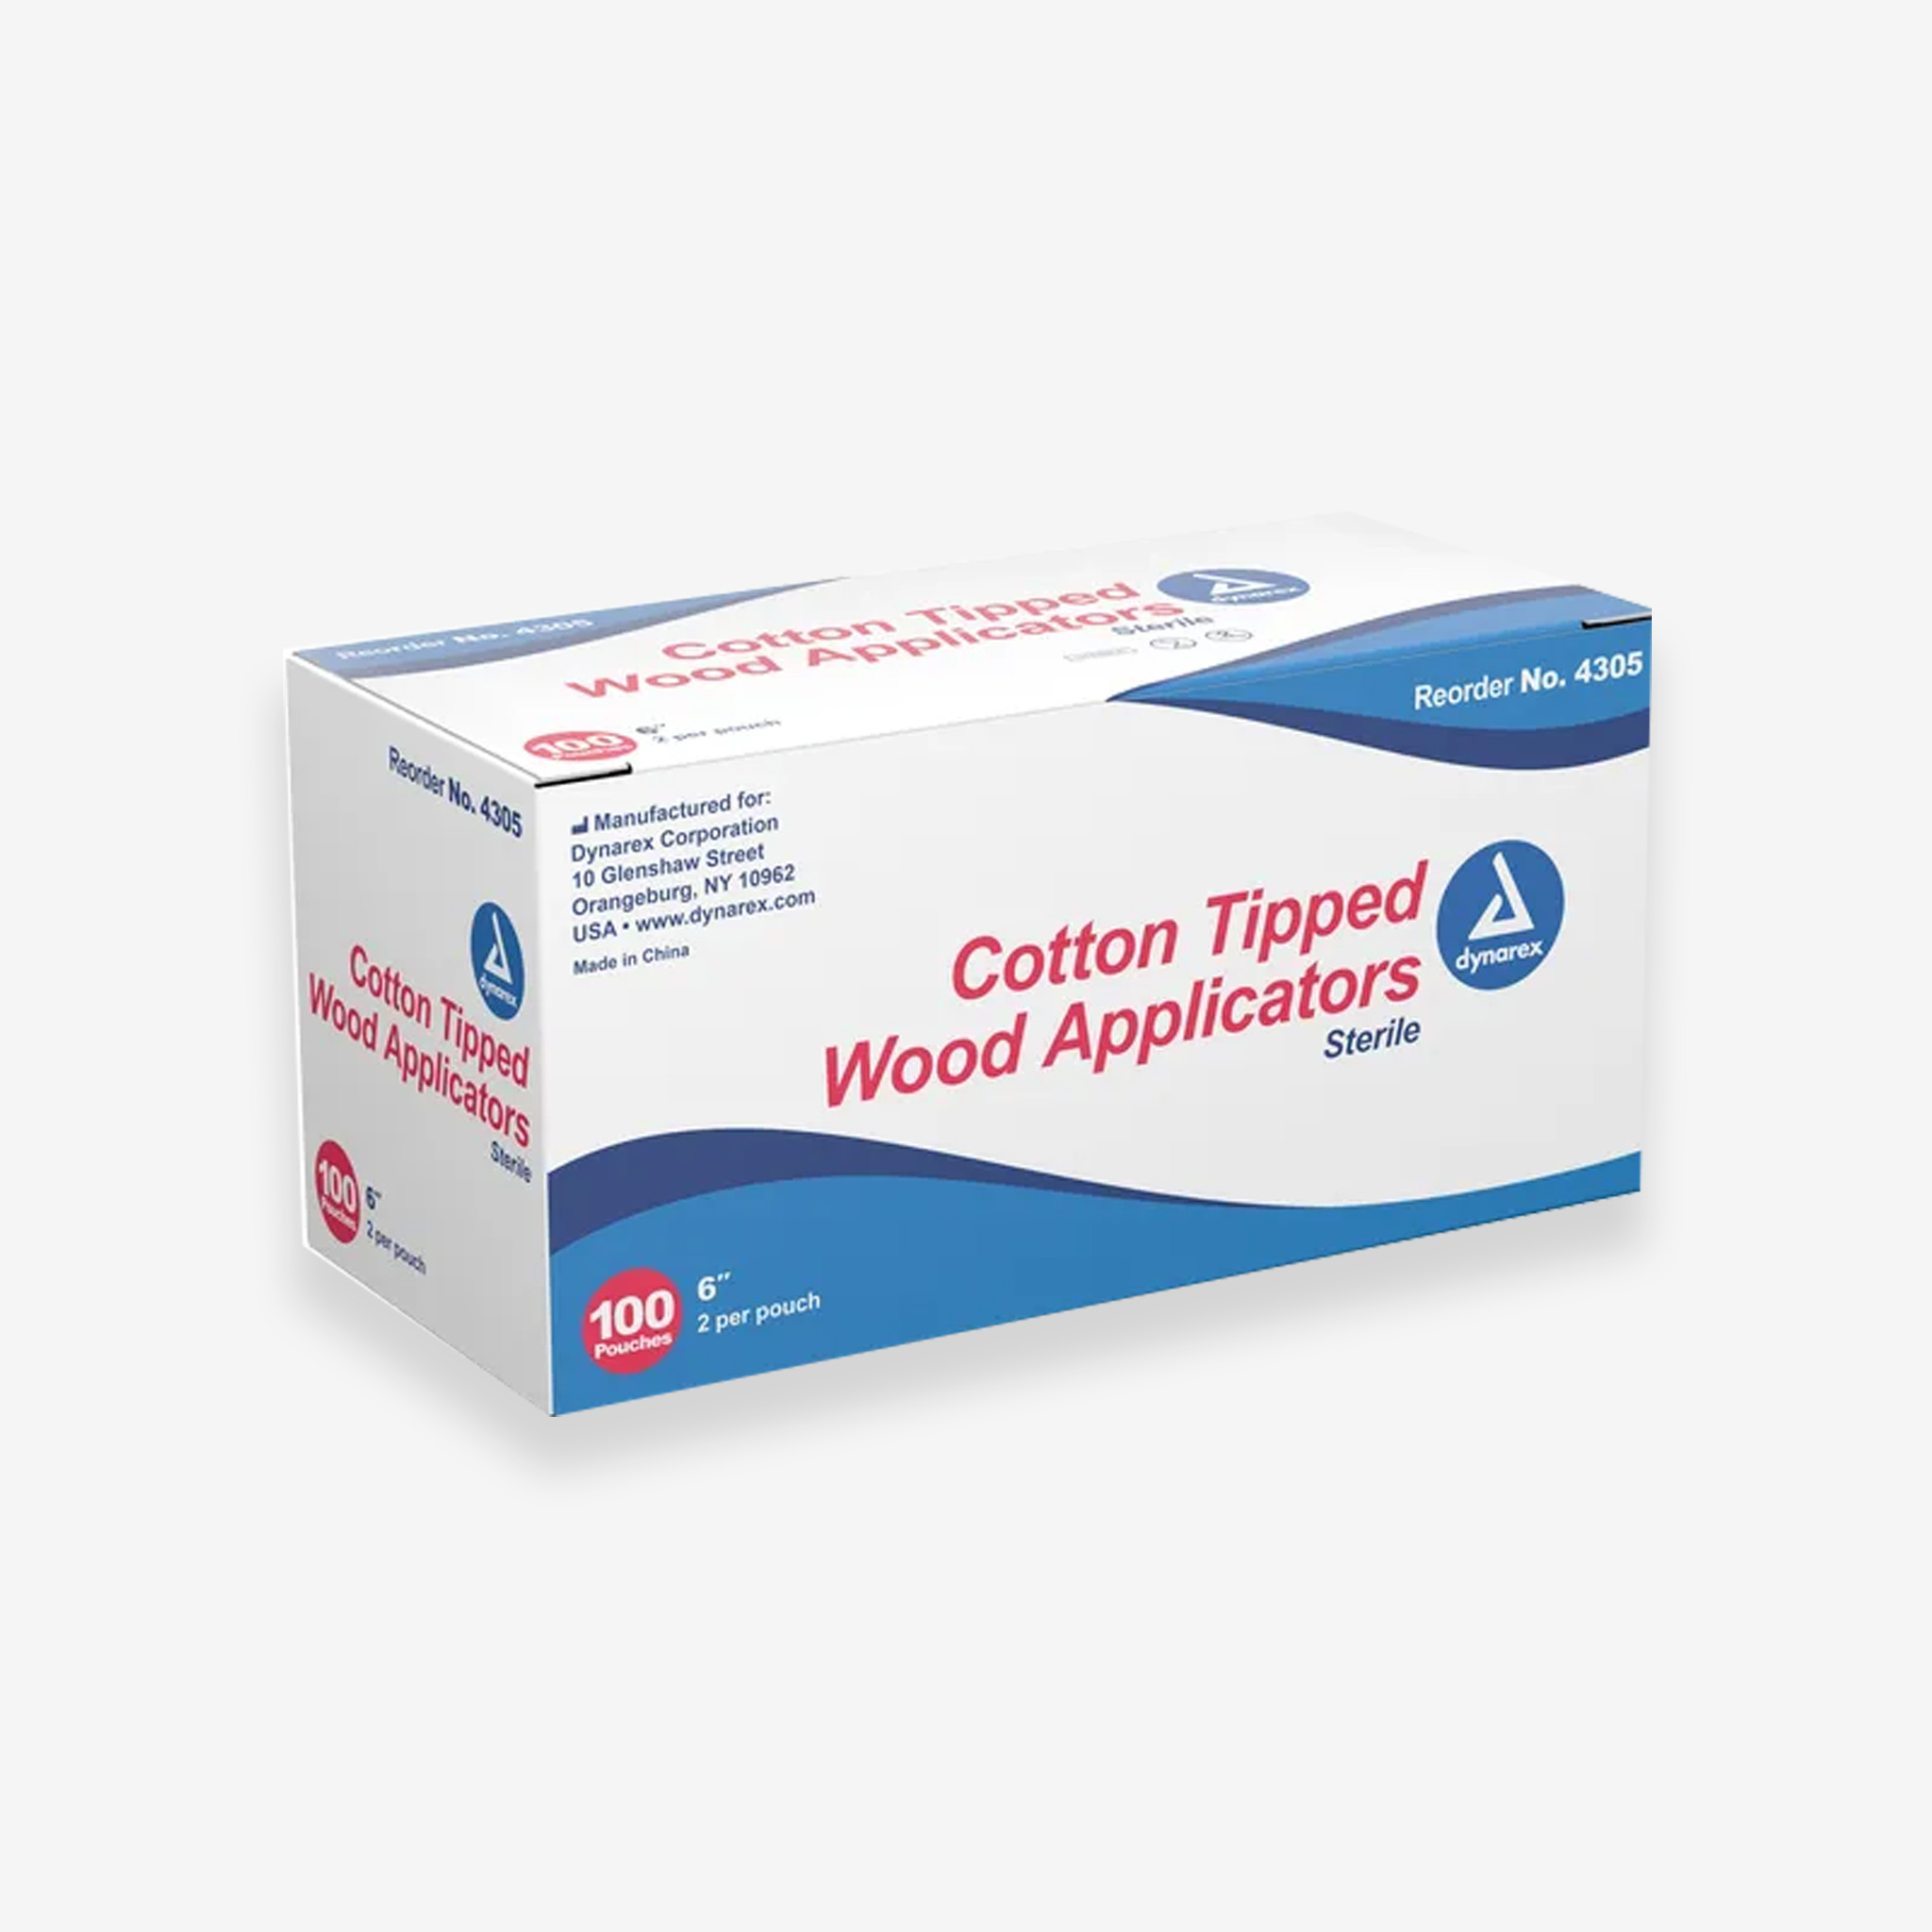 Reorder No. 4305
Cotton Tipped
Wood Applicators
Sterile
dynarex
100
Pouches
6"
2 per pouch
Reorder No. 4305
dynarex
Cotton Tipped
Wood Applicators
Sterile
100
Pouches
6"
2 per pouch
Reorder No. 4305
Manufactured for:
Dynarex Corporation
10 Glenshaw Street
Orangeburg, NY 10962
USA • www.dynarex.com
Made in China
Cotton Tipped
Wood Applicators
Sterile
dynarex
100
Pouches
6"
2 per pouch